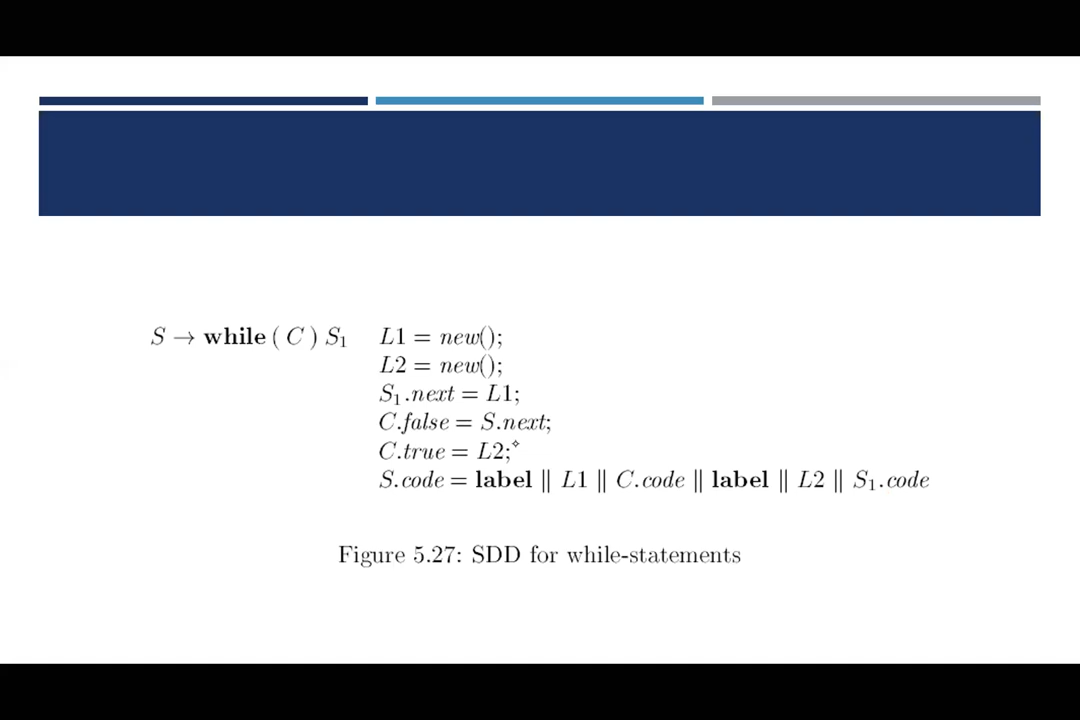 S → while ( C ) S₁ L1 = new();
L2 = new();
S₁.next = L1;
C.false = S.next;
C.true = L2;
S.code = label || L1 || C.code || label || L2 || S₁.code
Figure 5.27: SDD for while-statements